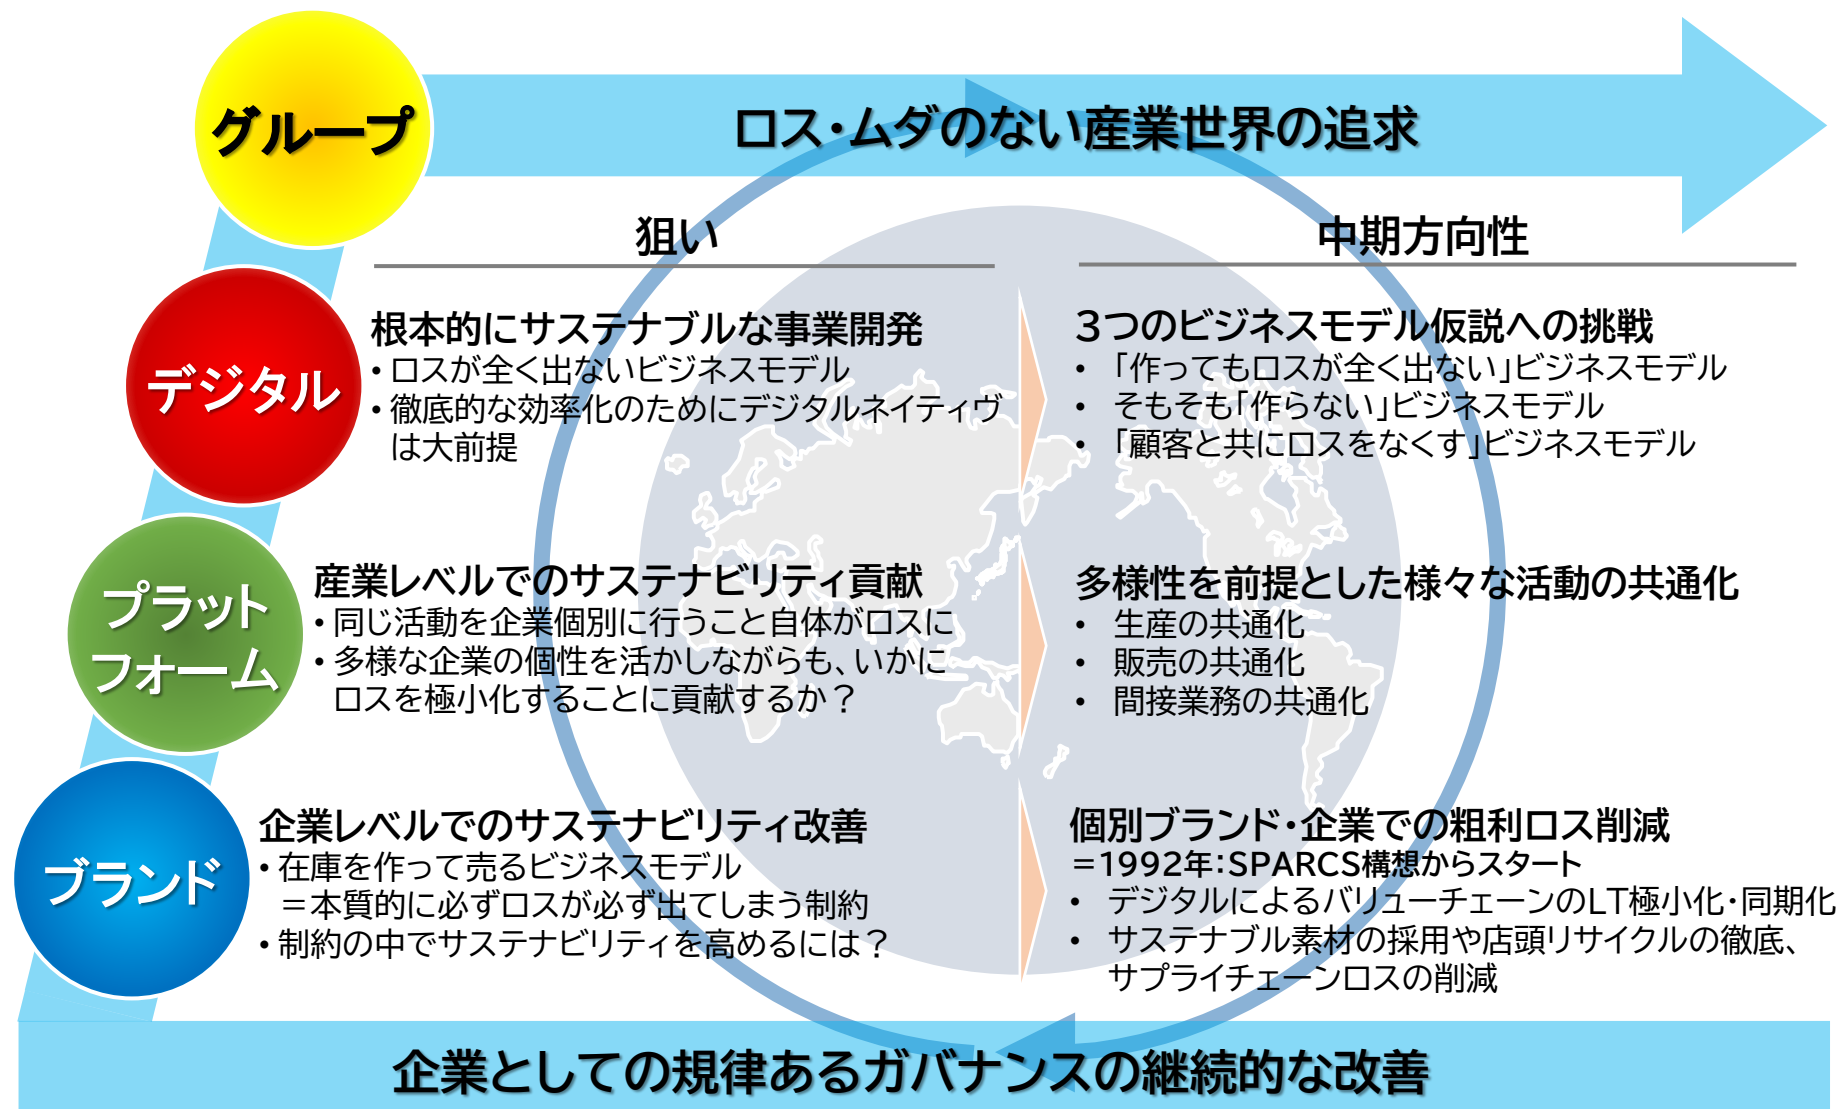 グループ
ロス・ムダのない産業世界の追求
狙い
中期方向性
デジタル
根本的にサステナブルな事業開発
・ロスが全く出ないビジネスモデル
・徹底的な効率化のためにデジタルネイティヴ
は大前提
３つのビジネスモデル仮説への挑戦
• 「作ってもロスが全く出ない」ビジネスモデル
• そもそも「作らない」ビジネスモデル
• 「顧客と共にロスをなくす」ビジネスモデル
プラット
フォーム
産業レベルでのサステナビリティ貢献
・同じ活動を企業個別に行うこと自体がロスに
・多様な企業の個性を活かしながらも、いかに
ロスを極小化することに貢献するか？
多様性を前提とした様々な活動の共通化
• 生産の共通化
• 販売の共通化
• 間接業務の共通化
ブランド
企業レベルでのサステナビリティ改善
・在庫を作って売るビジネスモデル
＝本質的に必ずロスが必ず出てしまう制約
・制約の中でサステナビリティを高めるには？
個別ブランド・企業での粗利ロス削減
＝1992年：SPARCS構想からスタート
• デジタルによるバリューチェーンのLT極小化・同期化
• サステナブル素材の採用や店頭リサイクルの徹底、
サプライチェーンロスの削減
企業としての規律あるガバナンスの継続的な改善